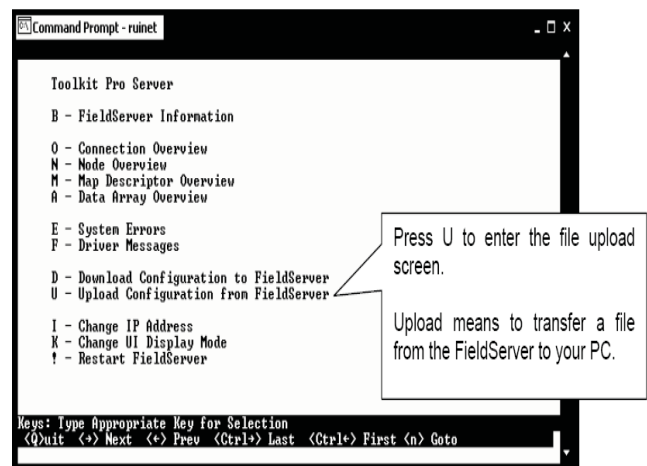 Command Prompt - ruinet
Toolkit Pro Server
B - FieldServer Information
O - Connection Overview
N - Node Overview
M - Map Descriptor Overview
A - Data Array Overview
E - System Errors
F - Driver Messages
D - Download Configuration to FieldServer
U - Upload Configuration from FieldServer
I - Change IP Address
K - Change UI Display Mode
! - Restart FieldServer
Press U to enter the file upload
screen.
Upload means to transfer a file
from the FieldServer to your PC.
Keys: Type Appropriate Key for Selection
<Q>uit <→> Next <←> Prev <Ctrl→> Last <Ctrl←> First <n> Goto